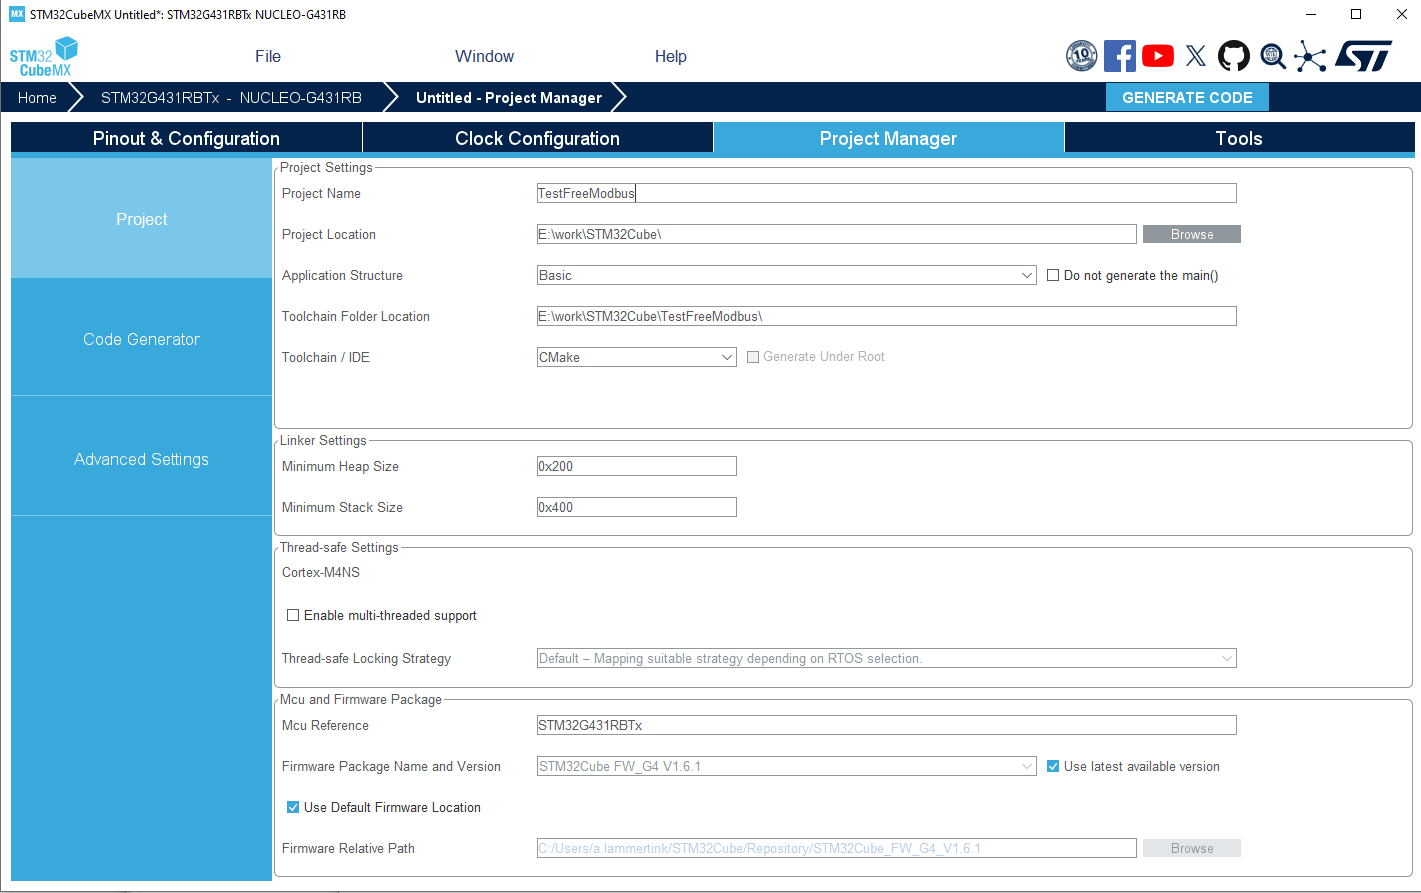 STM32CubeMX Untitled*: STM32G431RBTx NUCLEO-G431RB
STM32 CubeMX
File Window Help
10
Home STM32G431RBTx - NUCLEO-G431RB Untitled - Project Manager GENERATE CODE
Pinout & Configuration Clock Configuration Project Manager Tools
Project
Code Generator
Advanced Settings
Project Settings
Project Name TestFreeModbus
Project Location E:\work\STM32Cube\ Browse
Application Structure Basic Do not generate the main()
Toolchain Folder Location E:\work\STM32Cube\TestFreeModbus\
Toolchain / IDE CMake Generate Under Root
Linker Settings
Minimum Heap Size 0x200
Minimum Stack Size 0x400
Thread-safe Settings
Cortex-M4NS
Enable multi-threaded support
Thread-safe Locking Strategy Default – Mapping suitable strategy depending on RTOS selection.
Mcu and Firmware Package
Mcu Reference STM32G431RBTx
Firmware Package Name and Version STM32Cube FW_G4 V1.6.1 Use latest available version
Use Default Firmware Location
Firmware Relative Path C:/Users/a.lammertink/STM32Cube/Repository/STM32Cube_FW_G4_V1.6.1 Browse